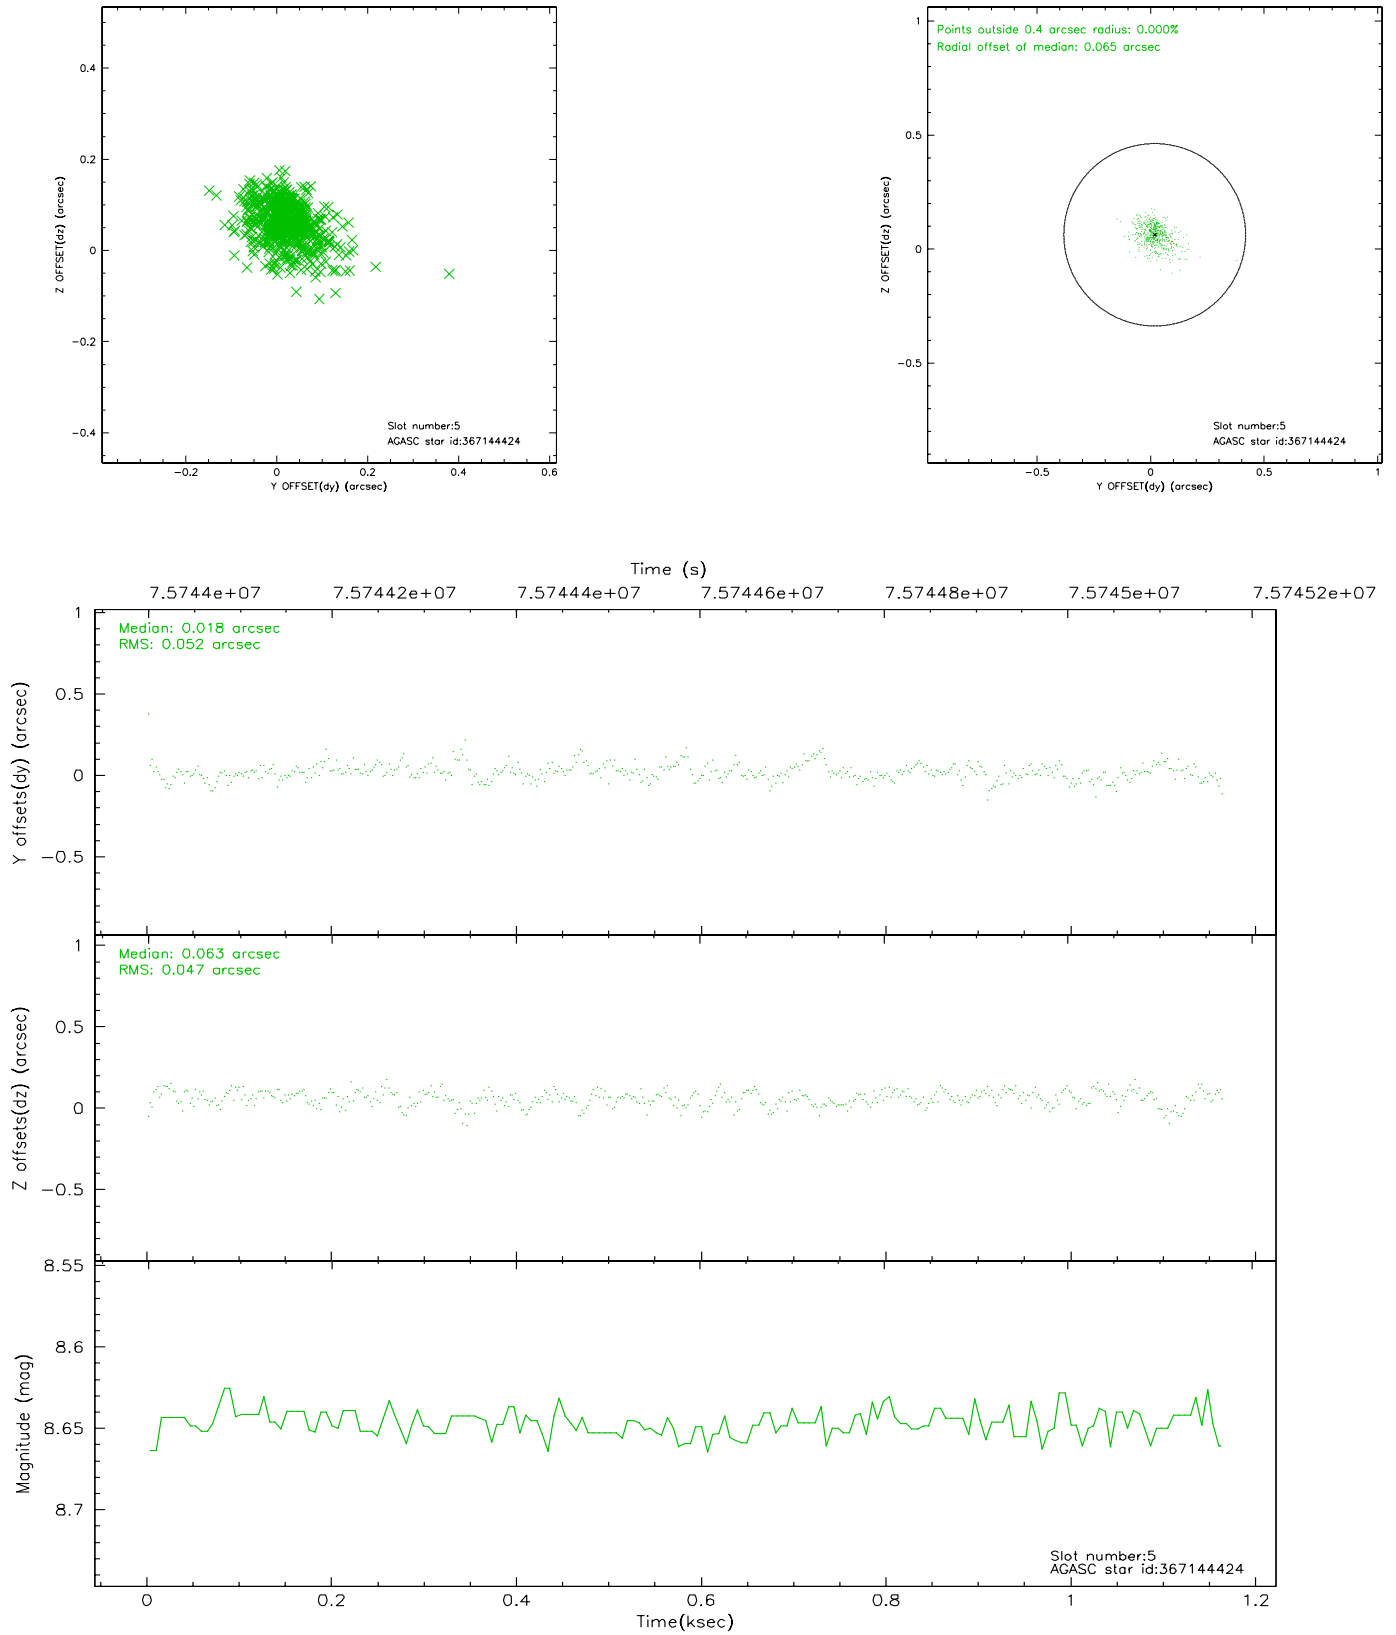 0.4
0.2
0
−0.2
−0.4
Z OFFSET(dz) (arcsec)
Slot number:5
AGASC star id:367144424
−0.2 0 0.2 0.4 0.6
Y OFFSET(dy) (arcsec)
Points outside 0.4 arcsec radius: 0.000%
Radial offset of median: 0.065 arcsec
1
0.5
0
−0.5
Z OFFSET(dz) (arcsec)
Slot number:5
AGASC star id:367144424
−0.5 0 0.5 1
Y OFFSET(dy) (arcsec)
Time (s)
7.5744e+07 7.57442e+07 7.57444e+07 7.57446e+07 7.57448e+07 7.5745e+07 7.57452e+07
Median: 0.018 arcsec
RMS: 0.052 arcsec
1
0.5
0
−0.5
Y offsets(dy) (arcsec)
Median: 0.063 arcsec
RMS: 0.047 arcsec
1
0.5
0
−0.5
Z offsets(dz) (arcsec)
8.55
8.6
8.65
8.7
Magnitude (mag)
Slot number:5
AGASC star id:367144424
0 0.2 0.4 0.6 0.8 1 1.2
Time(ksec)